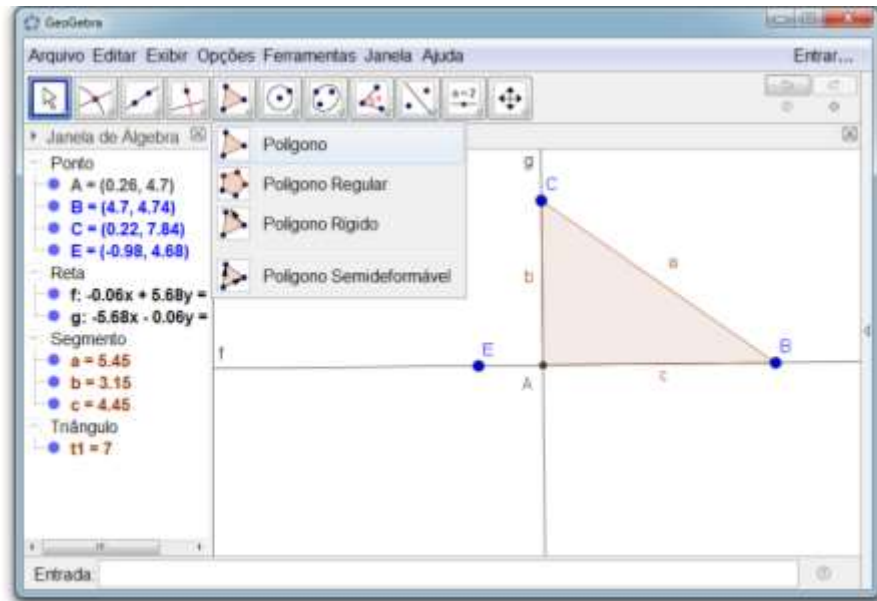 GeoGebra
Arquivo Editar Exibir Opções Ferramentas Janela Ajuda
Entrar...
a=2
Janela de Álgebra
Ponto
A = (0.26, 4.7)
B = (4.7, 4.74)
C = (0.22, 7.84)
E = (-0.98, 4.68)
Reta
f: -0.06x + 5.68y =
g: -5.68x - 0.06y =
Segmento
a = 5.45
b = 3.15
c = 4.45
Triângulo
t1 = 7
Polígono
Polígono Regular
Polígono Rígido
Polígono Semideformável
g
C
a
b
f
E
B
A
c
Entrada: